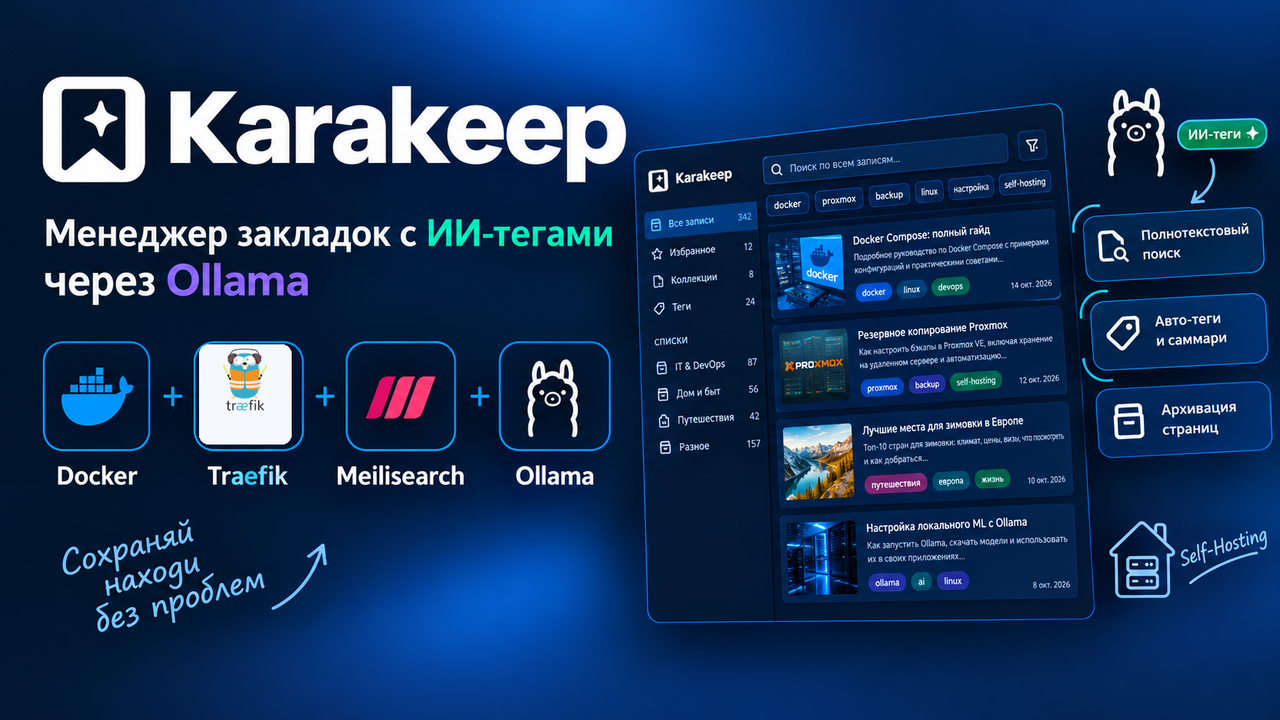 Karakeep
Менеджер закладок с ИИ-тегами
через Ollama
træfik
Docker
Traefik
Meilisearch
Ollama
+
+
+
Сохраняй
находи
без проблем
Karakeep
Все записи 342
Избранное 12
Коллекции 8
Теги 24
СПИСКИ
IT & DevOps 87
Дом и быт 56
Путешествия 42
Разное 157
Поиск по всем записям...
docker
proxmox
backup
linux
настройка
self-hosting
docker
Docker Compose: полный гайд
Подробное руководство по Docker Compose с примерами
конфигураций и практическими советами...
docker linux devops
14 окт. 2026
PROXMOX
Резервное копирование Proxmox
Как настроить бэкапы в Proxmox VE, включая хранение
на удаленном сервере и автоматизацию...
proxmox backup self-hosting
12 окт. 2026
Лучшие места для зимовки в Европе
Топ-10 стран для зимовки: климат, цены, визы, что посмотреть
и как добраться...
путешествия европа жизнь
10 окт. 2026
Настройка локального ML с Ollama
Как запустить Ollama, скачать модели и использовать
их в своих приложениях...
ollama ai linux
8 окт. 2026
ИИ-теги
Полнотекстовый
поиск
Авто-теги
и саммари
Архивация
страниц
Self-Hosting